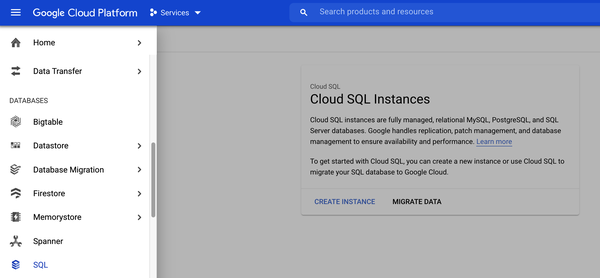 Google Cloud Platform
Services
Search products and resources
Home
Data Transfer
DATABASES
Bigtable
Datastore
Database Migration
Firestore
Memorystore
Spanner
SQL
Cloud SQL
Cloud SQL Instances
Cloud SQL instances are fully managed, relational MySQL, PostgreSQL, and SQL
Server databases. Google handles replication, patch management, and database
management to ensure availability and performance. Learn more
To get started with Cloud SQL, you can create a new instance or use Cloud SQL to
migrate your SQL database to Google Cloud.
CREATE INSTANCE MIGRATE DATA